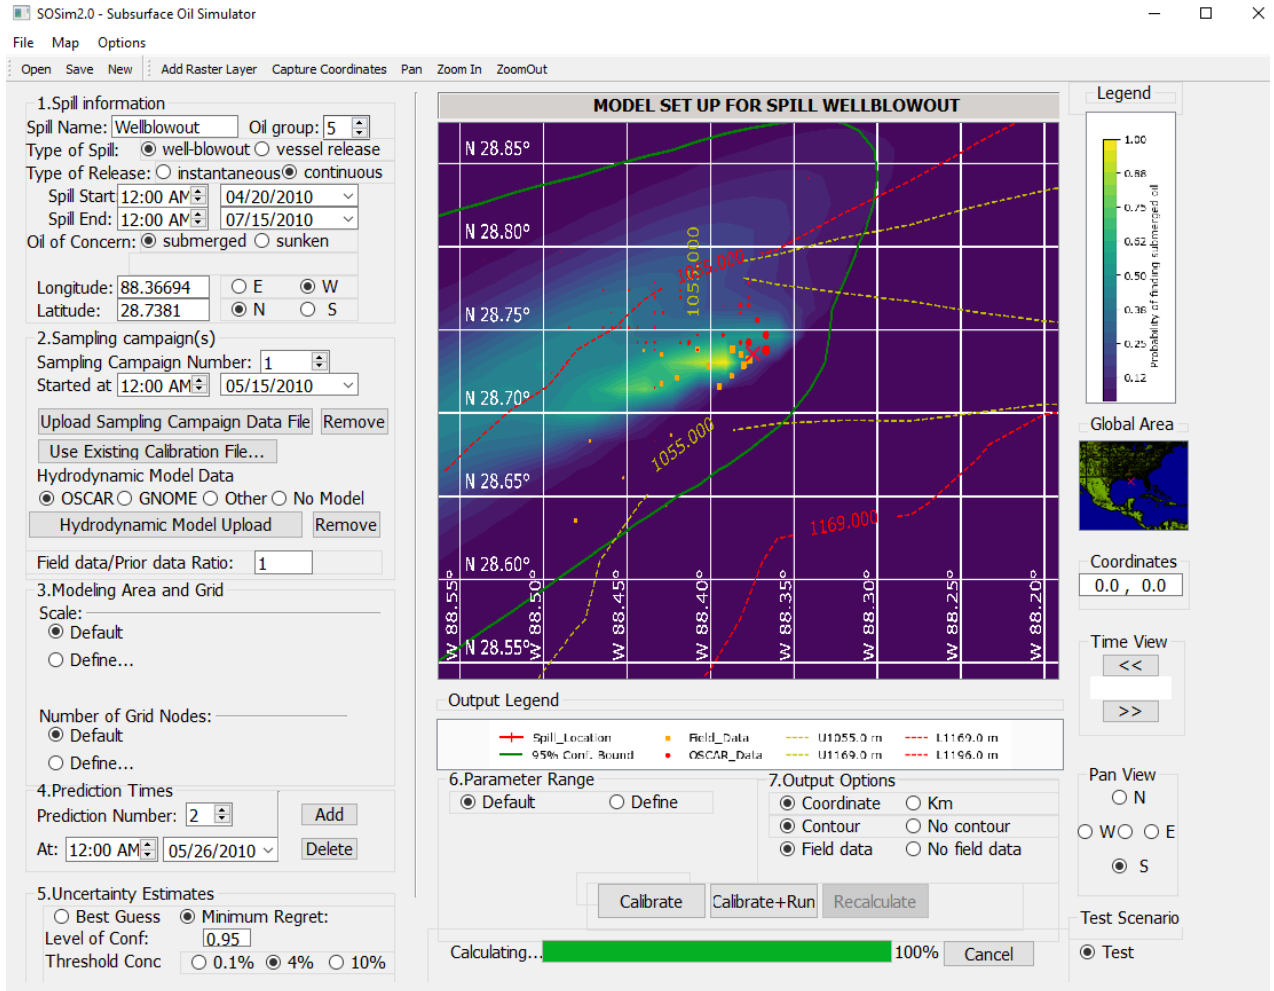 SOSim2.0 - Subsurface Oil Simulator
File Map Options
Open Save New Add Raster Layer Capture Coordinates Pan Zoom In ZoomOut
1.Spill information
Spill Name: Wellblowout Oil group: 5
Type of Spill: well-blowout vessel release
Type of Release: instantaneous continuous
Spill Start 12:00 AM 04/20/2010
Spill End: 12:00 AM 07/15/2010
Oil of Concern: submerged sunken
Longitude: 88.36694 E W
Latitude: 28.7381 N S
2.Sampling campaign(s)
Sampling Campaign Number: 1
Started at 12:00 AM 05/15/2010
Upload Sampling Campaign Data File Remove
Use Existing Calibration File...
Hydrodynamic Model Data
OSCAR GNOME Other No Model
Hydrodynamic Model Upload Remove
Field data/Prior data Ratio: 1
3.Modeling Area and Grid
Scale:
Default
Define...
Number of Grid Nodes:
Default
Define...
4.Prediction Times
Prediction Number: 2 Add
At: 12:00 AM 05/26/2010 Delete
5.Uncertainty Estimates
Best Guess Minimum Regret:
Level of Conf: 0.95
Threshold Conc 0.1% 4% 10%
MODEL SET UP FOR SPILL WELLBLOWOUT
N 28.85°
N 28.80°
N 28.75°
N 28.70°
N 28.65°
N 28.60°
N 28.55°
W 88.55°
W 88.50°
W 88.45°
W 88.40°
W 88.35°
W 88.30°
W 88.25°
W 88.20°
1055.000
1055.000
1055.000
1169.000
Output Legend
Spill_Location Field_Data U1055.0 m L1169.0 m
95% Conf. Bound OSCAR_Data U1169.0 m L1196.0 m
6.Parameter Range
Default Define
7.Output Options
Coordinate Km
Contour No contour
Field data No field data
Calibrate Calibrate+Run Recalculate
Calculating... 100% Cancel
Legend
1.00
0.88
0.75
0.62
0.50
0.38
0.25
0.12
Probability of finding submerged oil
Global Area
Coordinates
0.0 , 0.0
Time View
<<
>>
Pan View
N
W E
S
Test Scenario
Test